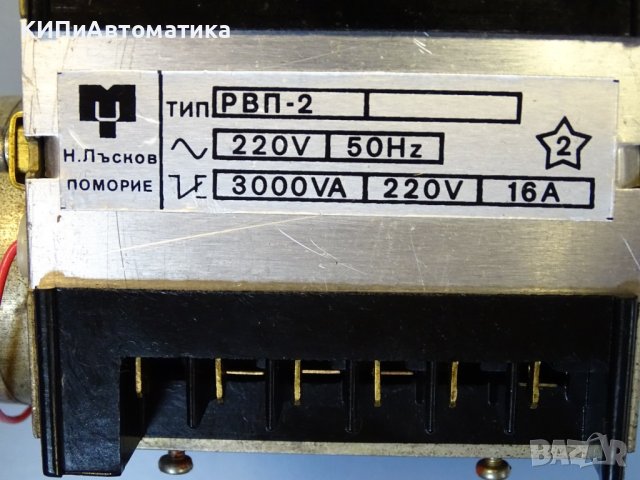 КИПиАвтоматика
ТИП РВП-2
220V 50Hz
2
Н.Лъсков
ПОМОРИЕ
3000VA 220V 16A
BAZAR